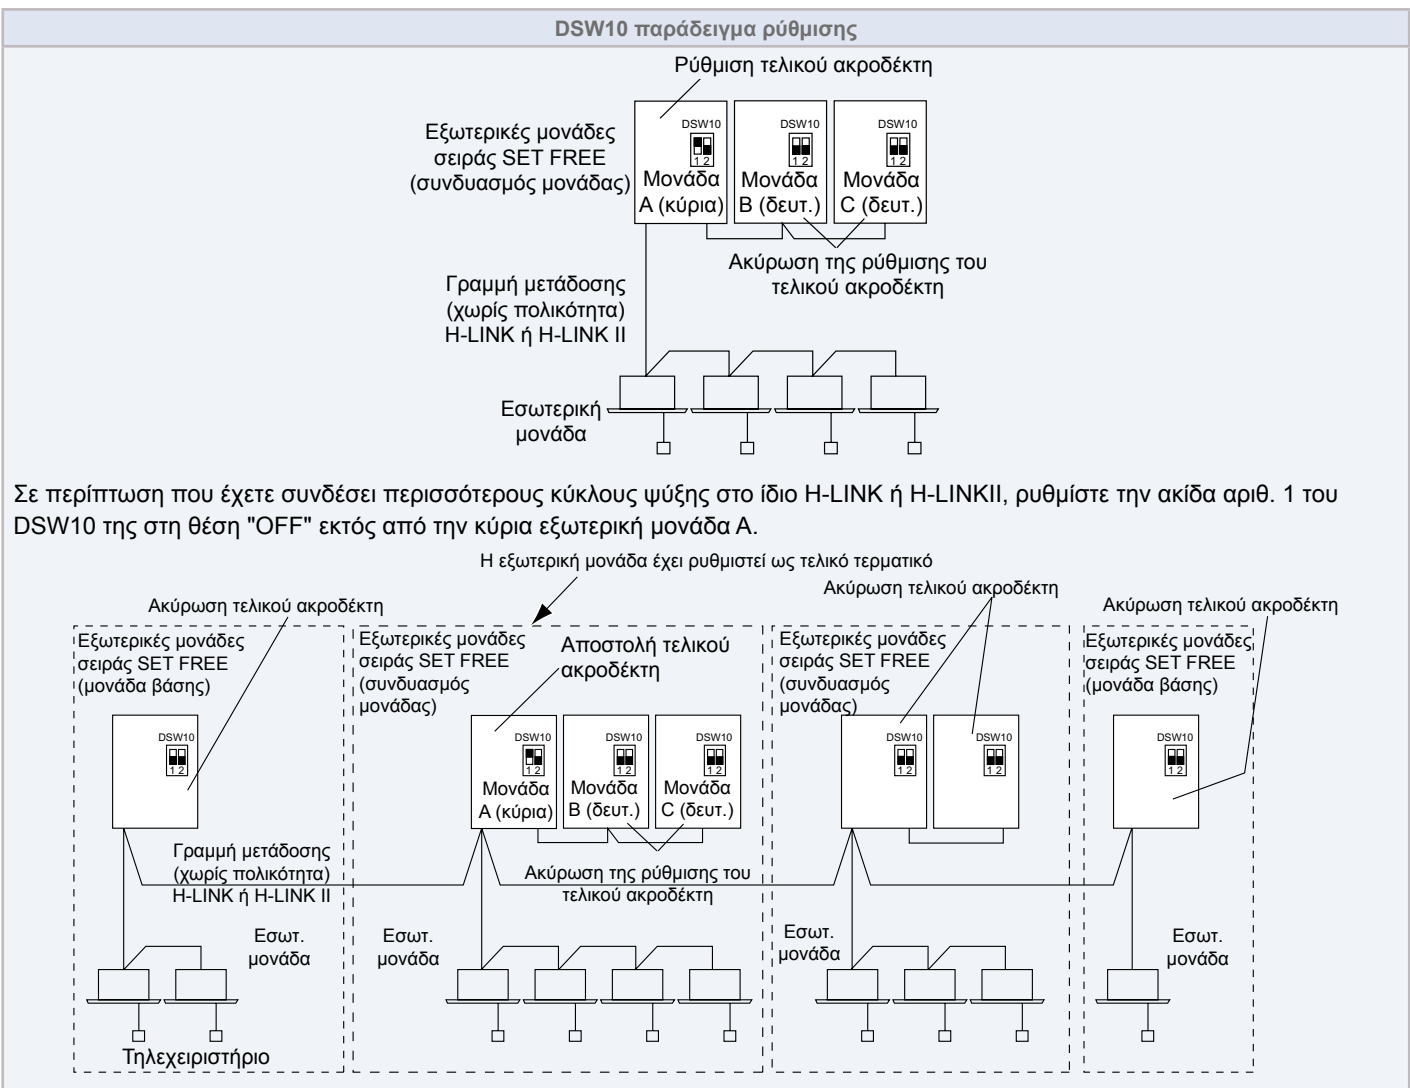 DSW10 παράδειγμα ρύθμισης
Ρύθμιση τελικού ακροδέκτη
Εξωτερικές μονάδες
σειράς SET FREE
(συνδυασμός μονάδας)
DSW10
1 2
Μονάδα
A (κύρια)
DSW10
1 2
Μονάδα
B (δευτ.)
DSW10
1 2
Μονάδα
C (δευτ.)
Ακύρωση της ρύθμισης του
τελικού ακροδέκτη
Γραμμή μετάδοσης
(χωρίς πολικότητα)
H-LINK ή H-LINK II
Εσωτερική
μονάδα
Σε περίπτωση που έχετε συνδέσει περισσότερους κύκλους ψύξης στο ίδιο H-LINK ή H-LINKII, ρυθμίστε την ακίδα αριθ. 1 του
DSW10 της στη θέση "OFF" εκτός από την κύρια εξωτερική μονάδα A.
Η εξωτερική μονάδα έχει ρυθμιστεί ως τελικό τερματικό
Ακύρωση τελικού ακροδέκτη
Εξωτερικές μονάδες
σειράς SET FREE
(μονάδα βάσης)
DSW10
1 2
Γραμμή μετάδοσης
(χωρίς πολικότητα)
H-LINK ή H-LINK II
Εσωτ.
μονάδα
Τηλεχειριστήριο
Εξωτερικές μονάδες
σειράς SET FREE
(συνδυασμός
μονάδας)
Αποστολή τελικού
ακροδέκτη
DSW10
1 2
Μονάδα
A (κύρια)
DSW10
1 2
Μονάδα
B (δευτ.)
DSW10
1 2
Μονάδα
C (δευτ.)
Ακύρωση της ρύθμισης του
τελικού ακροδέκτη
Εσωτ.
μονάδα
Ακύρωση τελικού ακροδέκτη
Εξωτερικές μονάδες
σειράς SET FREE
(συνδυασμός
μονάδας)
DSW10
1 2
DSW10
1 2
Εσωτ.
μονάδα
Ακύρωση τελικού ακροδέκτη
Εξωτερικές μονάδες
σειράς SET FREE
(μονάδα βάσης)
DSW10
1 2
Εσωτ.
μονάδα